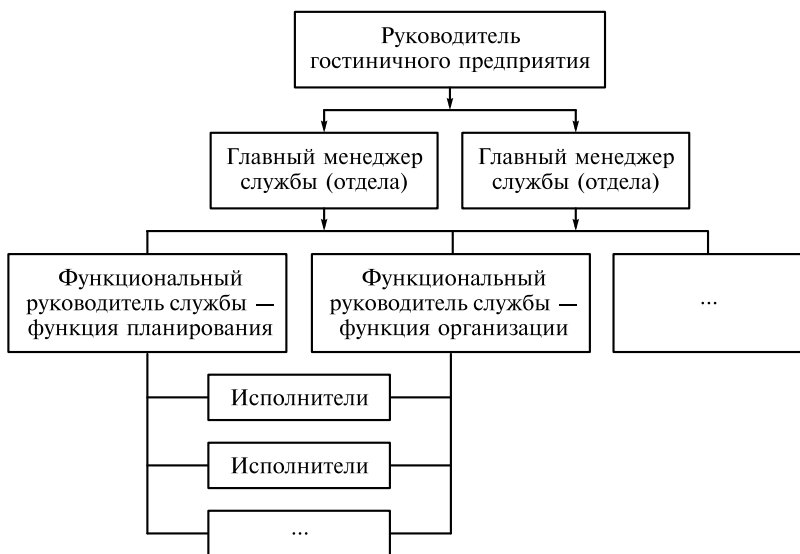 Руководитель
гостиничного предприятия
Главный менеджер
службы (отдела)
Главный менеджер
службы (отдела)
Функциональный
руководитель службы —
функция планирования
Функциональный
руководитель службы —
функция организации
...
Исполнители
Исполнители
...